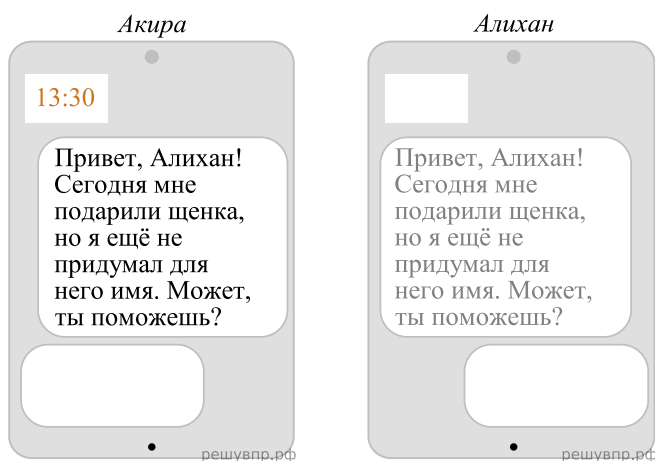 Акира
Алихан
13:30
Привет, Алихан!
Сегодня мне
подарили щенка,
но я ещё не
придумал для
него имя. Может,
ты поможешь?
Привет, Алихан!
Сегодня мне
подарили щенка,
но я ещё не
придумал для
него имя. Может,
ты поможешь?
решувпр.рф
решувпр.рф